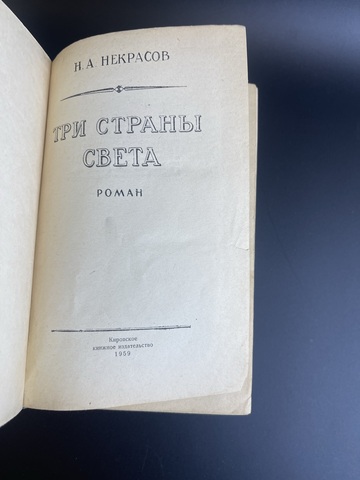 Н. А. НЕКРАСОВ
ТРИ СТРАНЫ
СВЕТА
РОМАН
Кировское
книжное издательство
1959